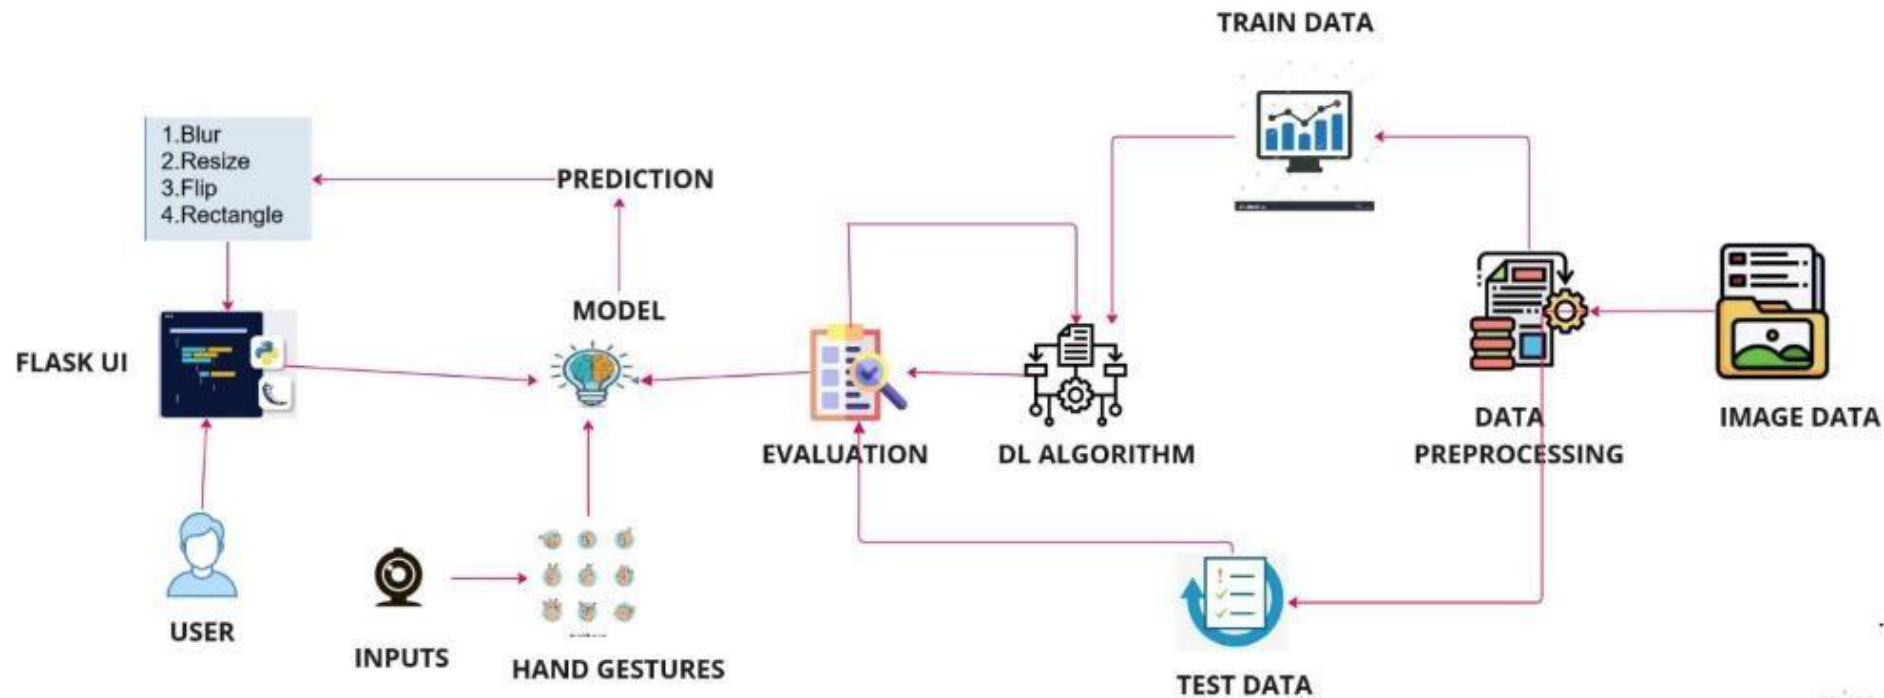 TRAIN DATA
1.Blur
2.Resize
3.Flip
4.Rectangle
PREDICTION
MODEL
FLASK UI
EVALUATION
DL ALGORITHM
DATA
PREPROCESSING
IMAGE DATA
USER
INPUTS
HAND GESTURES
TEST DATA